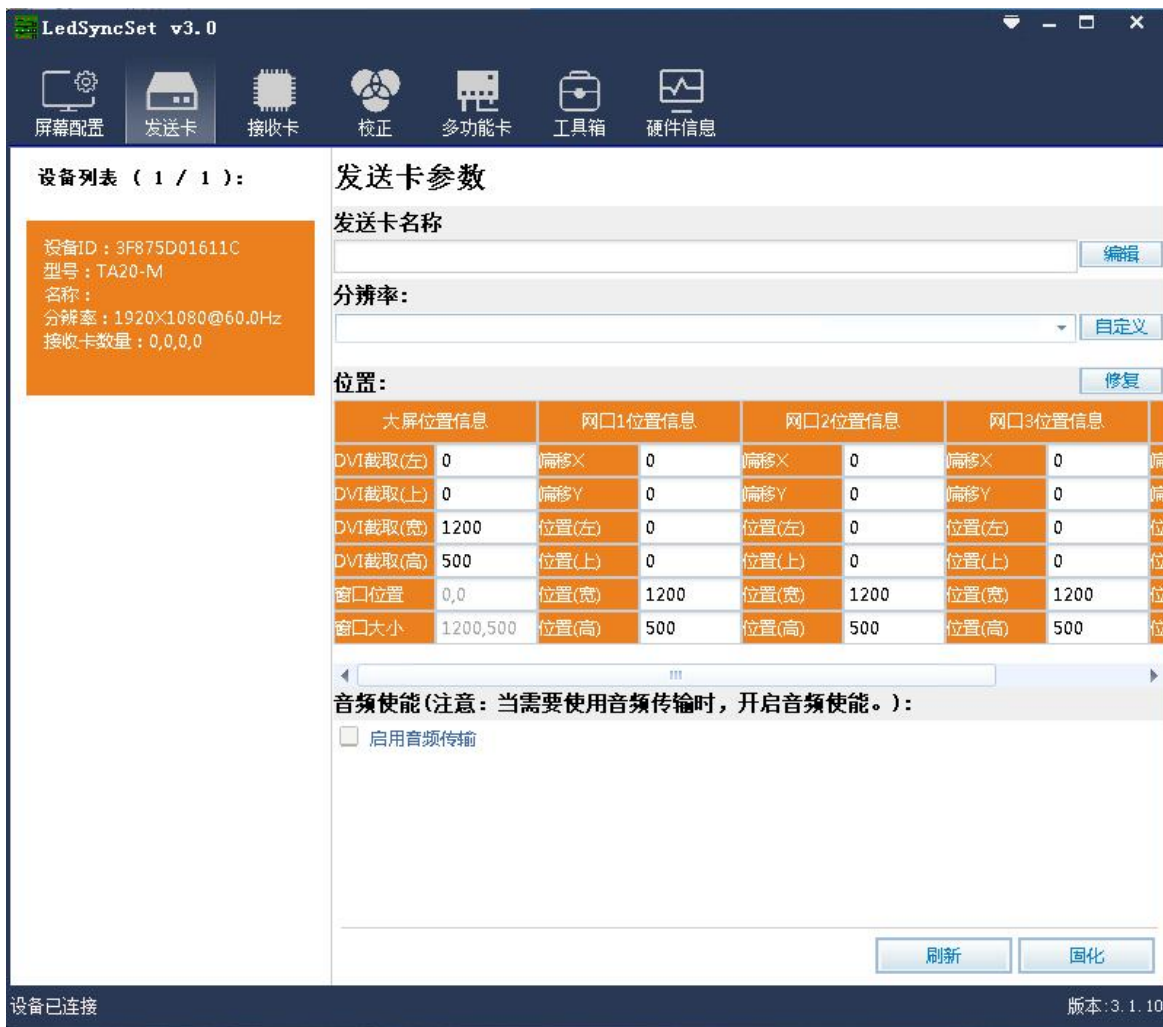 LedSyncSet v3.0
屏幕配置 发送卡 接收卡 校正 多功能卡 工具箱 硬件信息
设备列表 ( 1 / 1 ):
设备ID：3F875D01611C
型号：TA20-M
名称：
分辨率：1920X1080@60.0Hz
接收卡数量：0,0,0,0
发送卡参数
发送卡名称
编辑
分辨率:
自定义
位置:
修复
大屏位置信息 网口1位置信息 网口2位置信息 网口3位置信息
DVI截取(左) 0 偏移X 0 偏移X 0 偏移X 0
DVI截取(上) 0 偏移Y 0 偏移Y 0 偏移Y 0
DVI截取(宽) 1200 位置(左) 0 位置(左) 0 位置(左) 0
DVI截取(高) 500 位置(上) 0 位置(上) 0 位置(上) 0
窗口位置 0,0 位置(宽) 1200 位置(宽) 1200 位置(宽) 1200
窗口大小 1200,500 位置(高) 500 位置(高) 500 位置(高) 500
音频使能(注意：当需要使用音频传输时，开启音频使能。):
启用音频传输
刷新 固化
设备已连接
版本:3.1.10